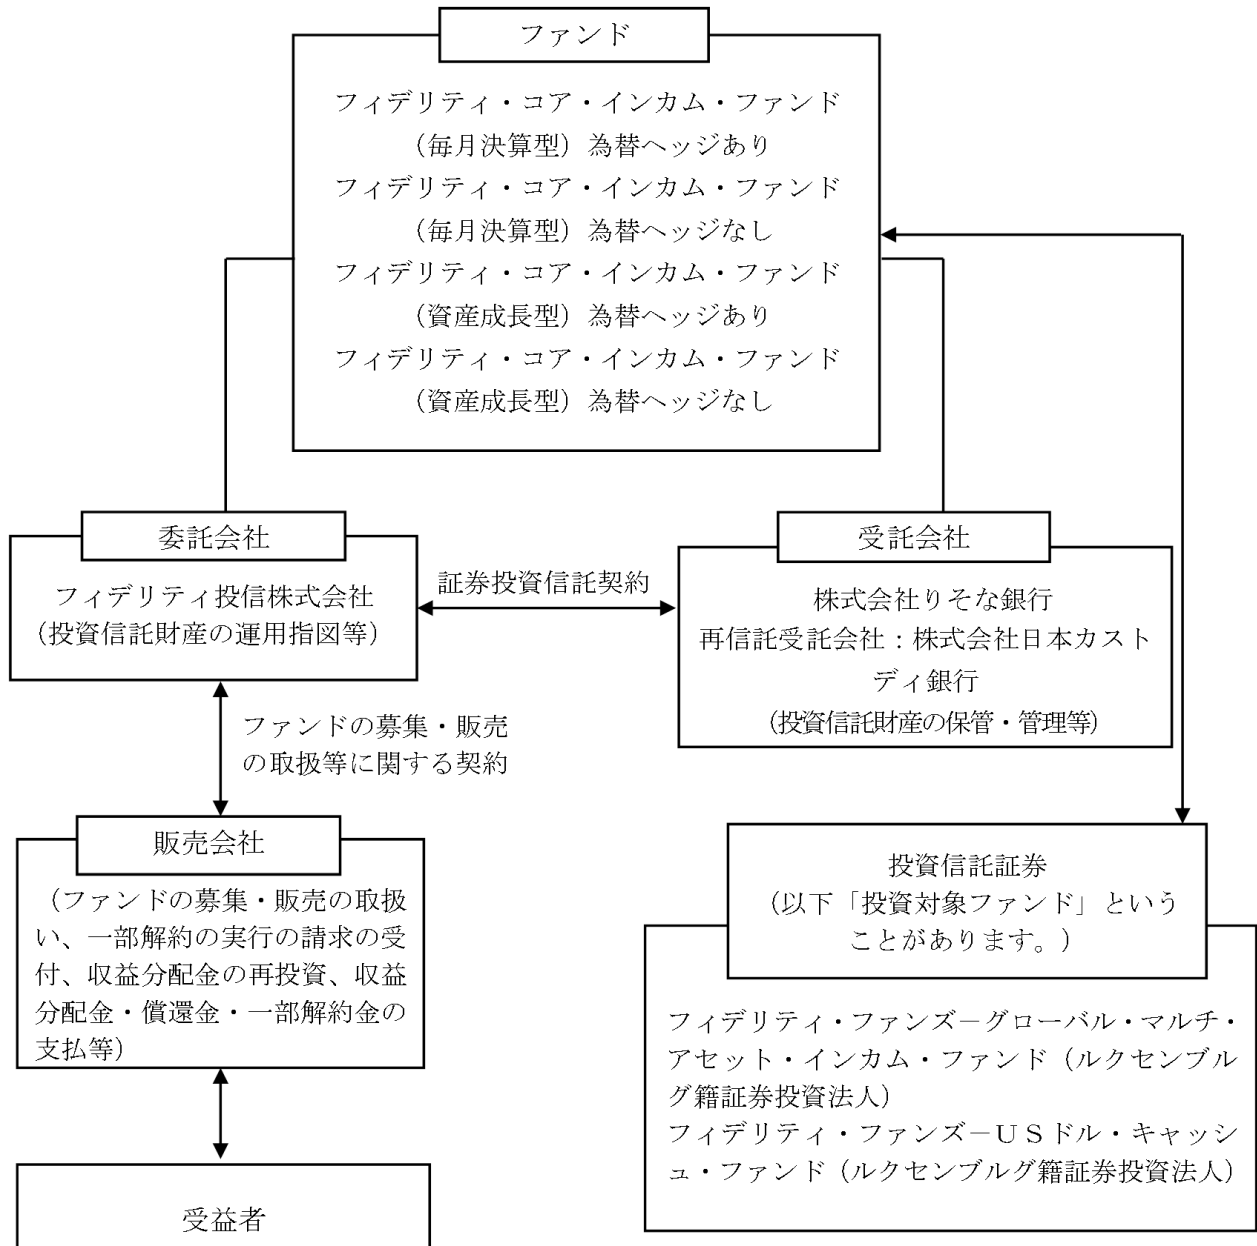 ファンド
フィデリティ・コア・インカム・ファンド
（毎月決算型）為替ヘッジあり
フィデリティ・コア・インカム・ファンド
（毎月決算型）為替ヘッジなし
フィデリティ・コア・インカム・ファンド
（資産成長型）為替ヘッジあり
フィデリティ・コア・インカム・ファンド
（資産成長型）為替ヘッジなし
委託会社
フィデリティ投信株式会社
（投資信託財産の運用指図等）
証券投資信託契約
受託会社
株式会社りそな銀行
再信託受託会社：株式会社日本カスト
ディ銀行
（投資信託財産の保管・管理等）
ファンドの募集・販売
の取扱等に関する契約
販売会社
（ファンドの募集・販売の取扱
い、一部解約の実行の請求の受
付、収益分配金の再投資、収益
分配金・償還金・一部解約金の
支払等）
受益者
投資信託証券
（以下「投資対象ファンド」という
ことがあります。）
フィデリティ・ファンズ－グローバル・マルチ・
アセット・インカム・ファンド（ルクセンブル
グ籍証券投資法人）
フィデリティ・ファンズ－ＵＳドル・キャッシ
ュ・ファンド（ルクセンブルグ籍証券投資法人）